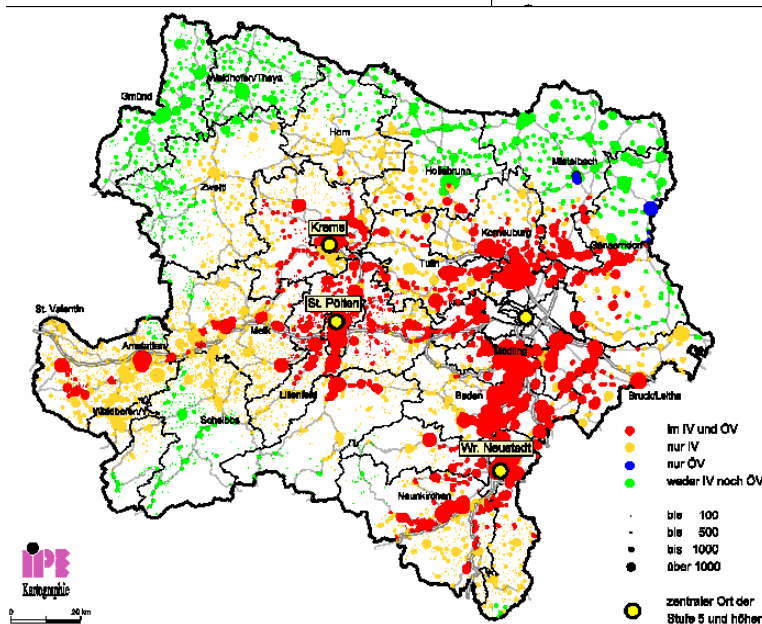 Waidhofen/Thaya
Gmünd
Horn
Mistelbach
Hollabrunn
Zwettl
Krems
Korneuburg
Gänserndorf
Tulln
St. Pölten
St. Valentin
Melk
Amstetten
Mödling
Baden
Bruck/Leitha
Lilienfeld
Waidhofen/Y.
Scheibbs
Wr. Neustadt
Neunkirchen
im IV und ÖV
nur IV
nur ÖV
weder IV noch ÖV
bis 100
bis 500
bis 1000
über 1000
IPE
Kartographie
0 20 km
zentraler Ort der
Stufe 5 und höher